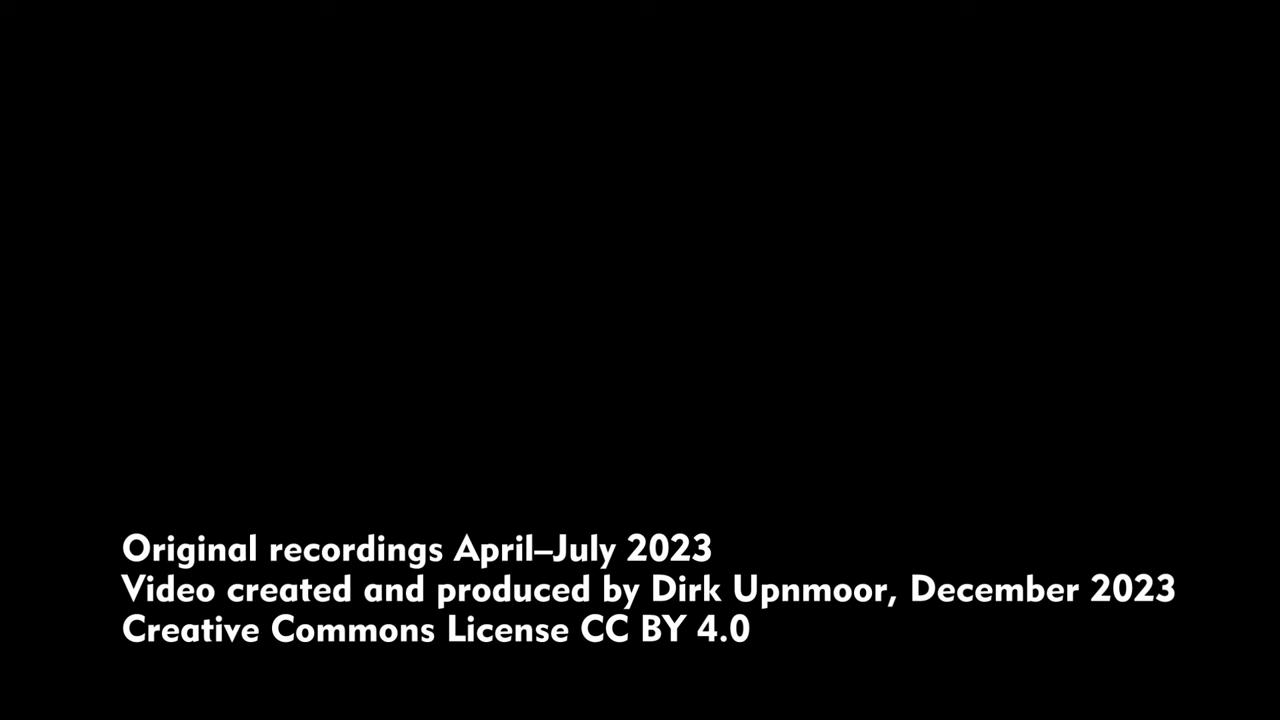 Original recordings April–July 2023
Video created and produced by Dirk Upnmoor, December 2023
Creative Commons License CC BY 4.0